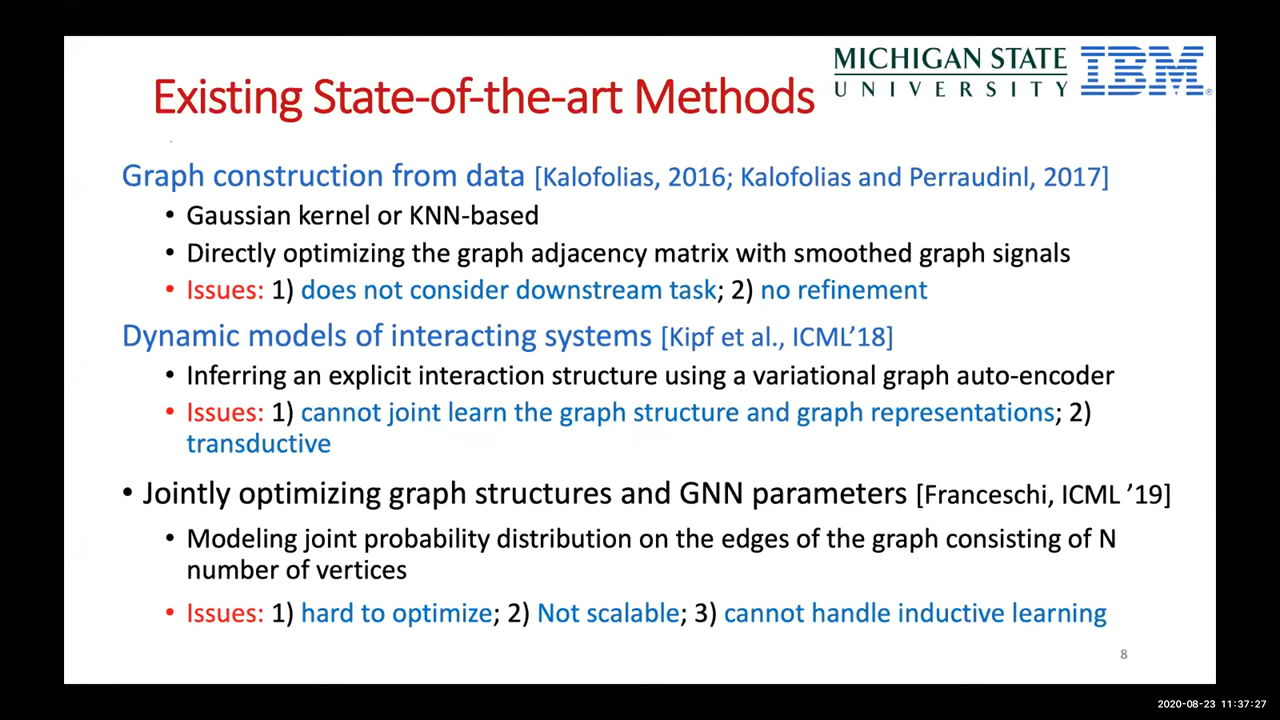 MICHIGAN STATE
UNIVERSITY
IBM®
Existing State-of-the-art Methods
Graph construction from data [Kalofolias, 2016; Kalofolias and Perraudinl, 2017]
• Gaussian kernel or KNN-based
• Directly optimizing the graph adjacency matrix with smoothed graph signals
• Issues: 1) does not consider downstream task; 2) no refinement
Dynamic models of interacting systems [Kipf et al., ICML’18]
• Inferring an explicit interaction structure using a variational graph auto-encoder
• Issues: 1) cannot joint learn the graph structure and graph representations; 2)
transductive
• Jointly optimizing graph structures and GNN parameters [Franceschi, ICML ’19]
• Modeling joint probability distribution on the edges of the graph consisting of N
number of vertices
• Issues: 1) hard to optimize; 2) Not scalable; 3) cannot handle inductive learning
8
2020-08-23 11:37:27